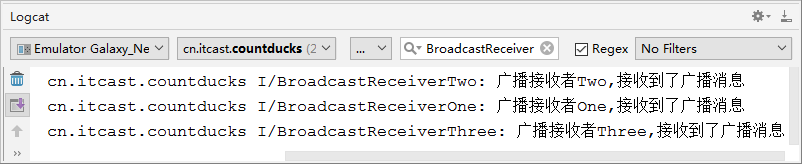 Logcat
Emulator Galaxy_Ne cn.itcast.countducks (2 ... BroadcastReceiver Regex No Filters
cn.itcast.countducks I/BroadcastReceiverTwo: 广播接收者Two,接收到了广播消息
cn.itcast.countducks I/BroadcastReceiverOne: 广播接收者One,接收到了广播消息
cn.itcast.countducks I/BroadcastReceiverThree: 广播接收者Three,接收到了广播消息